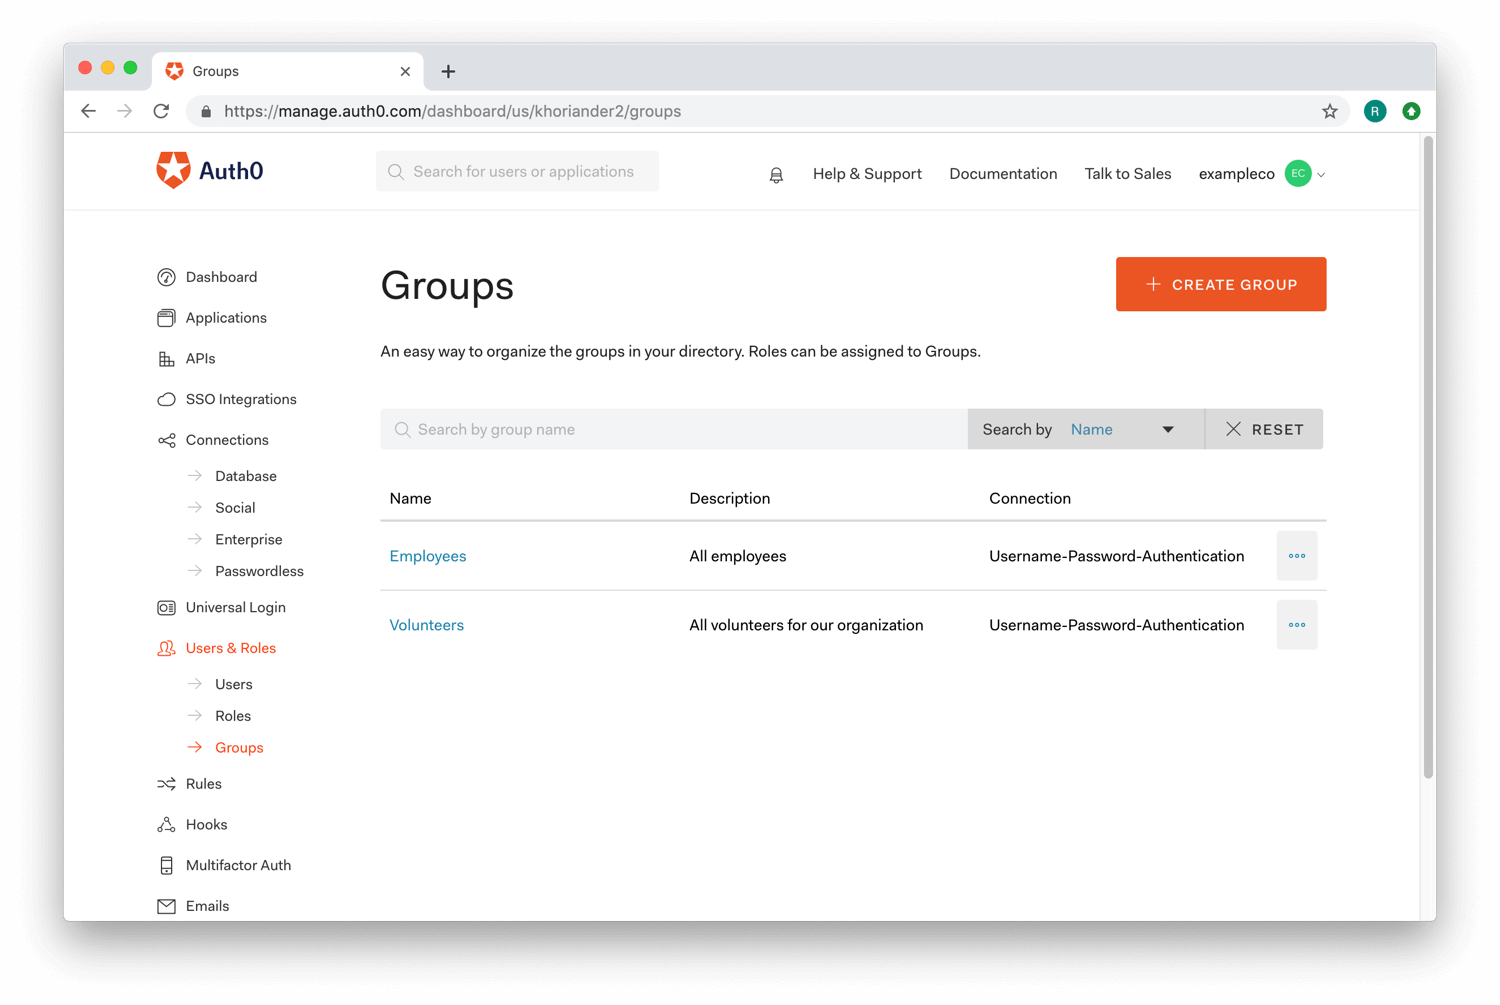 Groups
https://manage.auth0.com/dashboard/us/khoriander2/groups
R
Auth0
Search for users or applications
Help & Support
Documentation
Talk to Sales
exampleco
EC
Dashboard
Applications
APIs
SSO Integrations
Connections
Database
Social
Enterprise
Passwordless
Universal Login
Users & Roles
Users
Roles
Groups
Rules
Hooks
Multifactor Auth
Emails
Groups
CREATE GROUP
An easy way to organize the groups in your directory. Roles can be assigned to Groups.
Search by group name
Search by Name
RESET
Name Description Connection
Employees All employees Username-Password-Authentication
Volunteers All volunteers for our organization Username-Password-Authentication